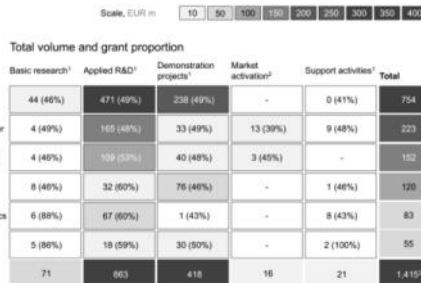 Scale, EUR m 10 50 100 150 200 250 300 350 400
Total volume and grant proportion
Basic research¹ Applied R&D¹ Demonstration projects¹ Market activation² Support activities¹ Total
44 (46%) 471 (49%) 238 (49%) - 0 (41%) 754
4 (49%) 165 (48%) 33 (49%) 13 (39%) 9 (48%) 223
4 (46%) 109 (53%) 40 (48%) 3 (45%) - 152
8 (46%) 32 (60%) 76 (46%) - 1 (46%) 120
6 (88%) 67 (60%) 1 (43%) - 8 (43%) 83
5 (86%) 18 (59%) 30 (50%) - 2 (100%) 55
71 863 418 16 21 1,415³